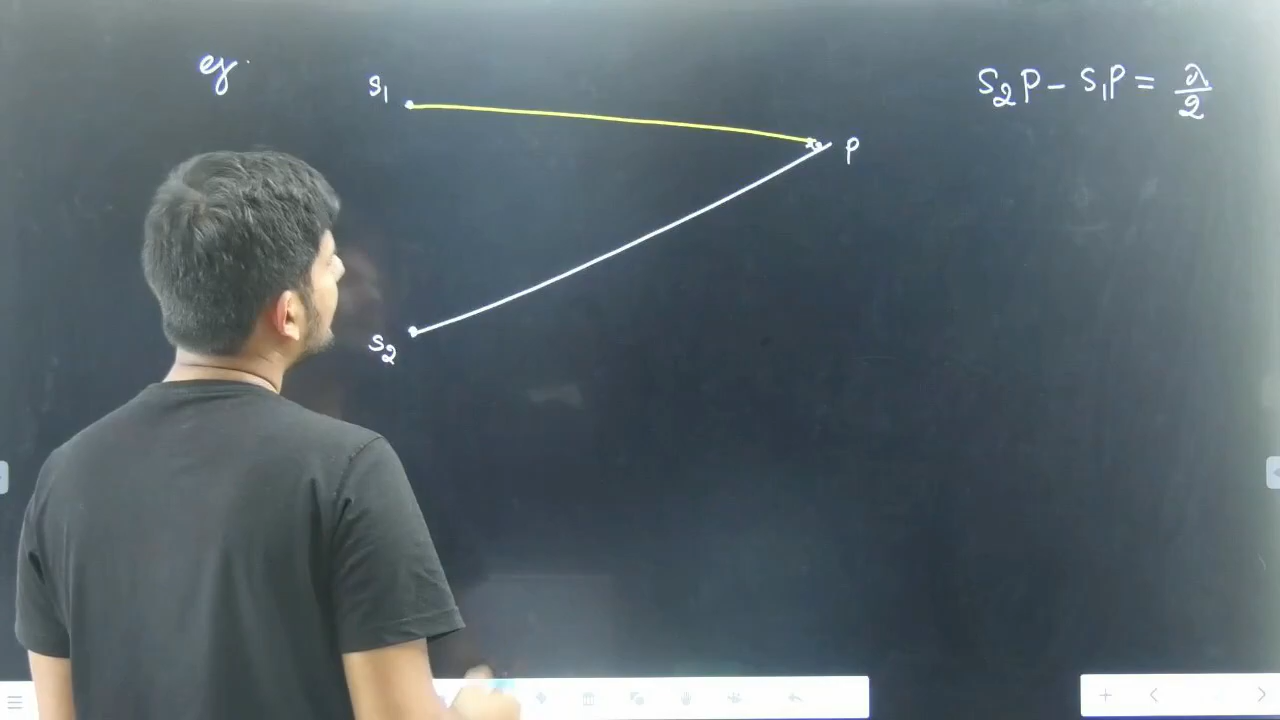 eg.
S₁
S₂P - S₁P = λ/2
P
S₂